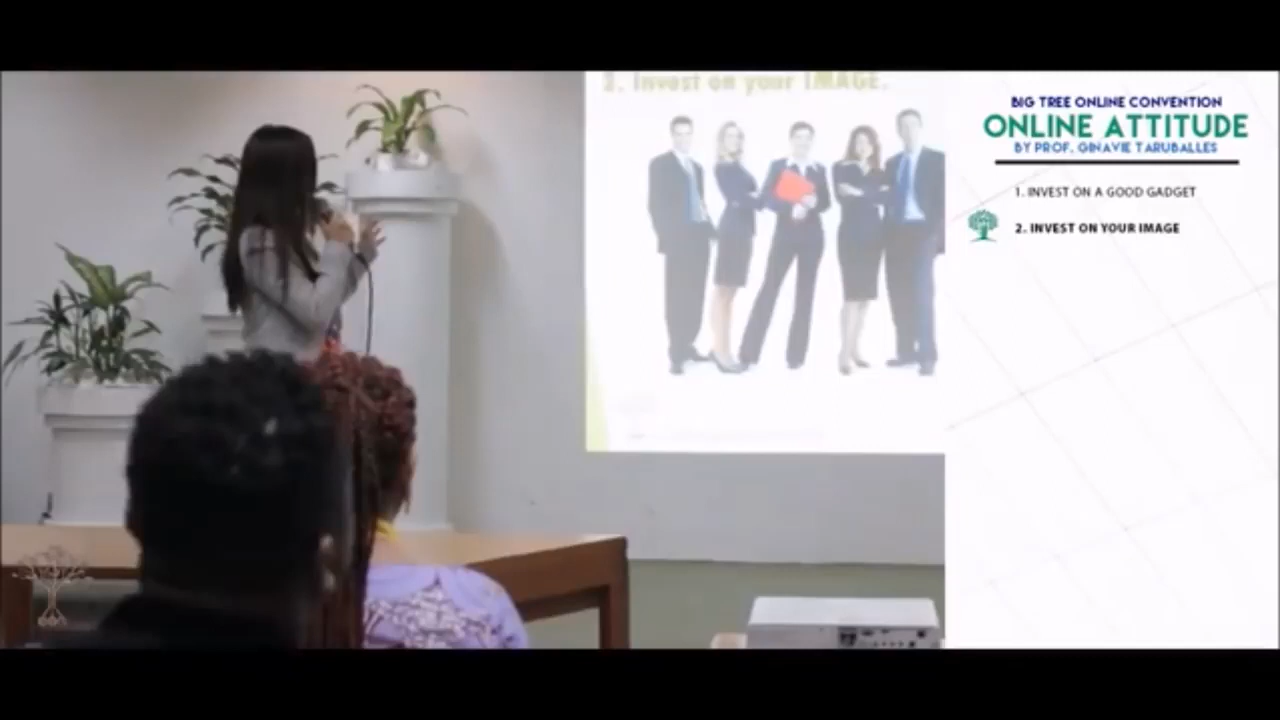 2. Invest on your IMAGE.
BIG TREE ONLINE CONVENTION
ONLINE ATTITUDE
BY PROF. GINAVIE TARUBALLES
1. INVEST ON A GOOD GADGET
2. INVEST ON YOUR IMAGE